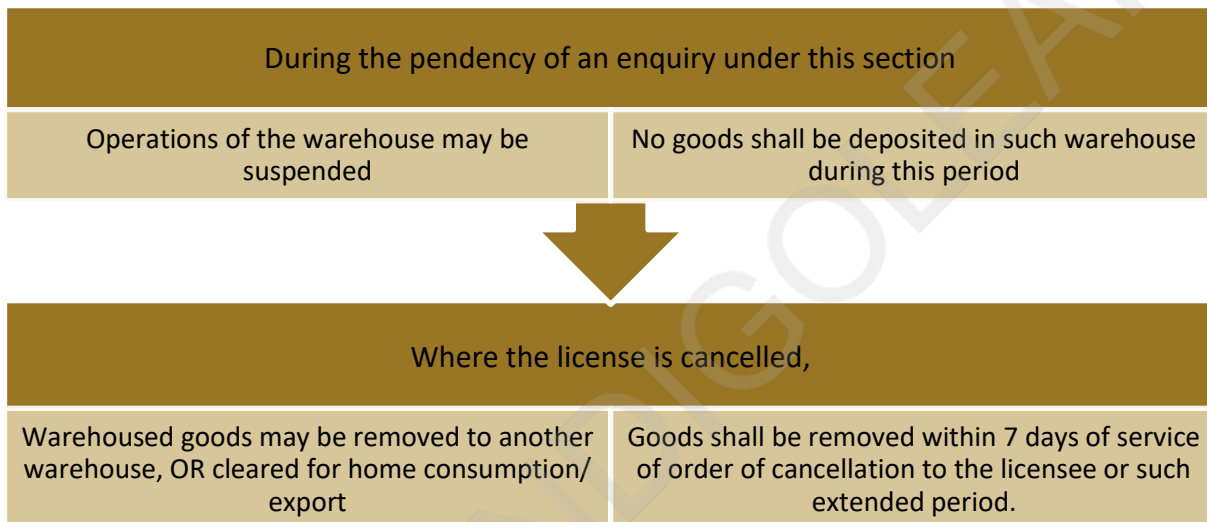 During the pendency of an enquiry under this section
Operations of the warehouse may be
suspended
No goods shall be deposited in such warehouse
during this period
Where the license is cancelled,
Warehoused goods may be removed to another
warehouse, OR cleared for home consumption/
export
Goods shall be removed within 7 days of service
of order of cancellation to the licensee or such
extended period.